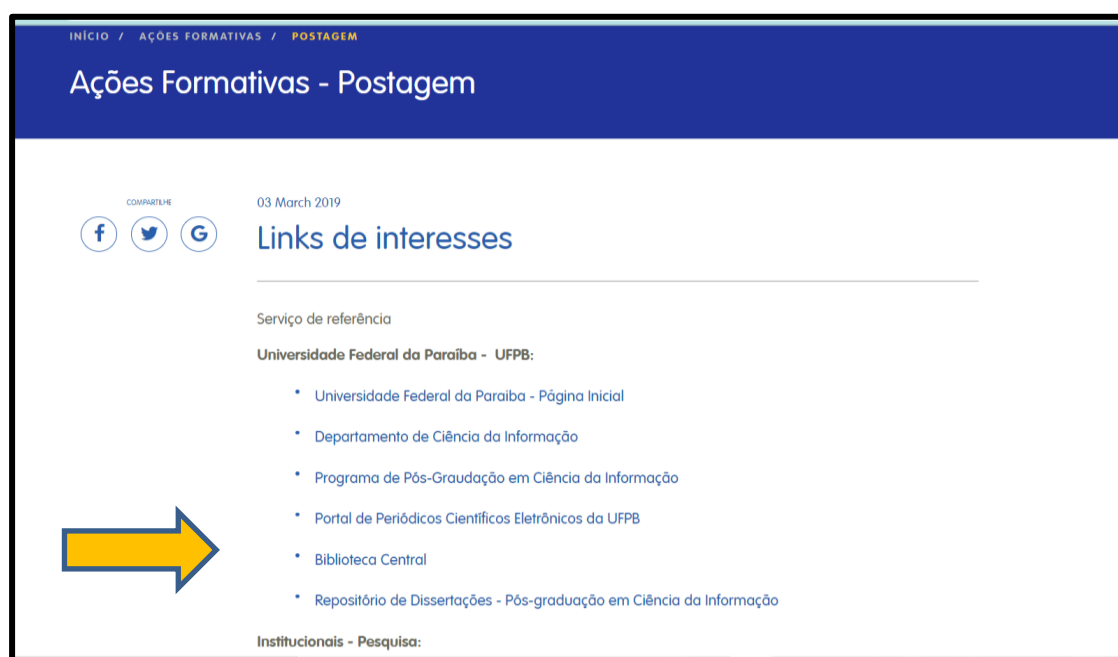 INÍCIO / AÇÕES FORMATIVAS / POSTAGEM
Ações Formativas - Postagem
COMPARTILHE
03 March 2019
Links de interesses
Serviço de referência
Universidade Federal da Paraíba - UFPB:
• Universidade Federal da Paraiba - Página Inicial
• Departamento de Ciência da Informação
• Programa de Pós-Graudação em Ciência da Informação
• Portal de Periódicos Científicos Eletrônicos da UFPB
• Biblioteca Central
• Repositório de Dissertações - Pós-graduação em Ciência da Informação
Institucionais - Pesquisa: